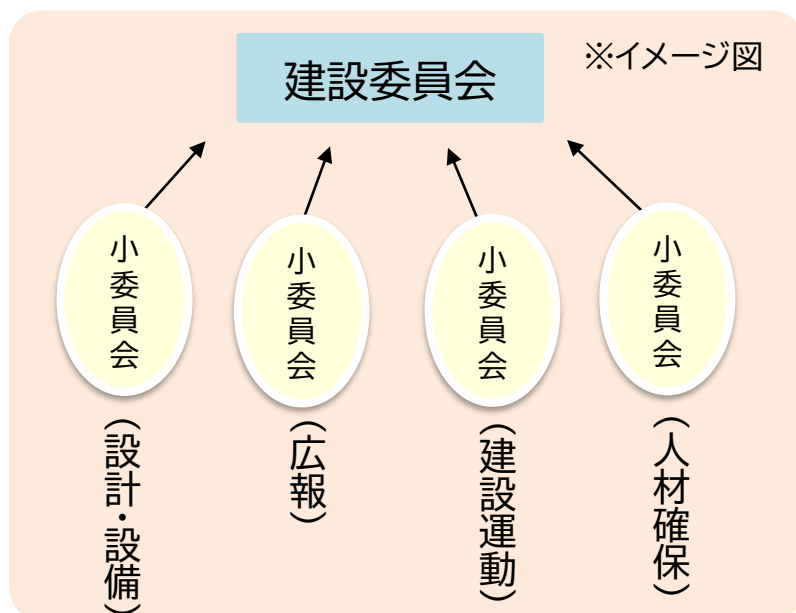 建設委員会
※イメージ図
小委員会
(設計・設備)
小委員会
(広報)
小委員会
(建設運動)
小委員会
(人材確保)